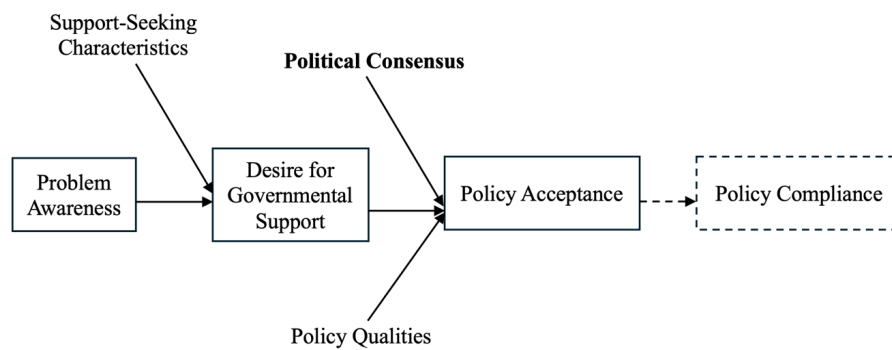 Support-Seeking
Characteristics
Political Consensus
Problem
Awareness
Desire for
Governmental
Support
Policy Acceptance
Policy Compliance
Policy Qualities